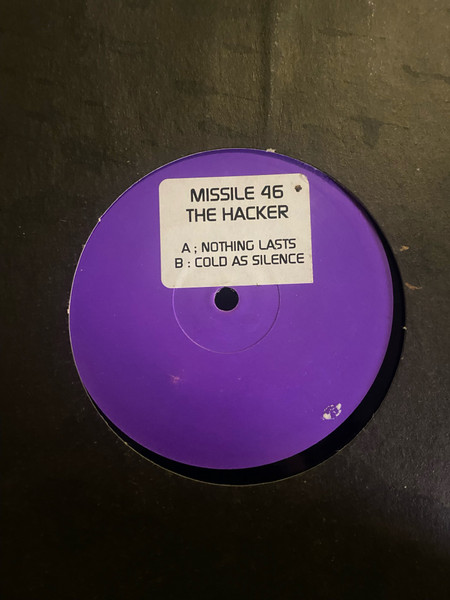 MISSILE 46
THE HACKER
A ; NOTHING LASTS
B : COLD AS SILENCE